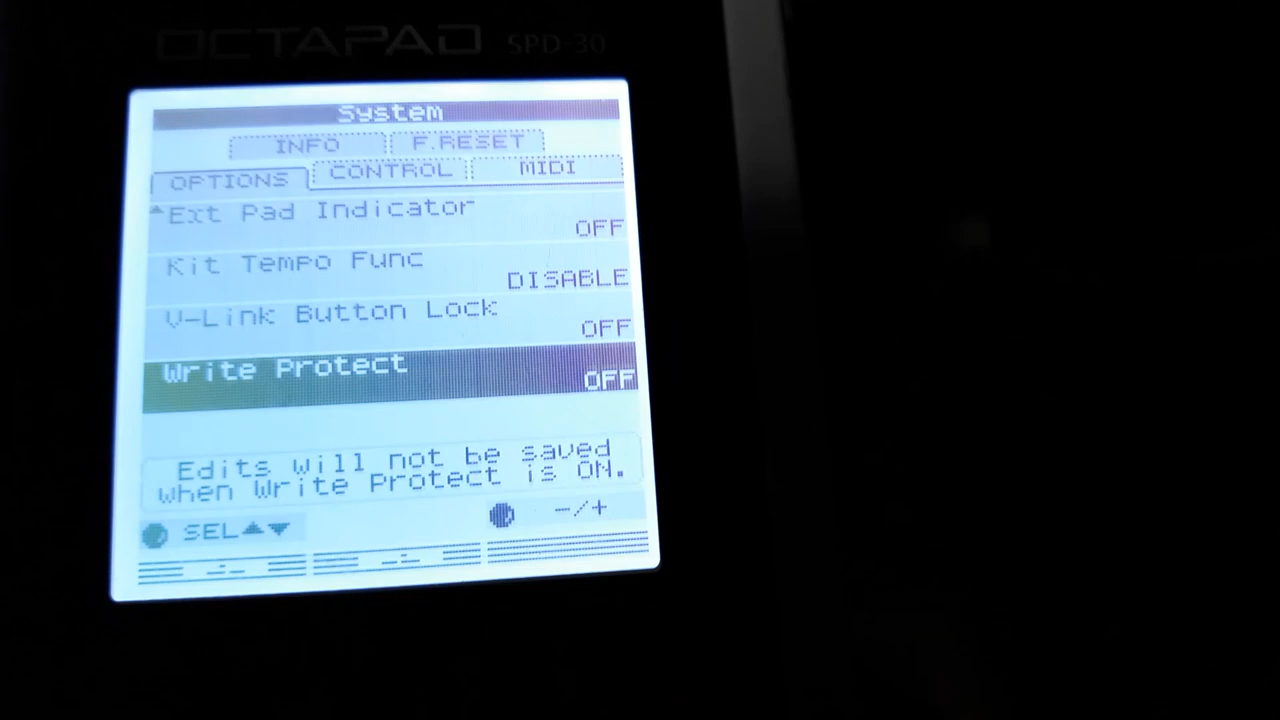 OCTAPAD SPD-30
System
INFO F.RESET
OPTIONS CONTROL MIDI
Ext Pad Indicator
OFF
Kit Tempo Func
DISABLE
V-Link Button Lock
OFF
Write Protect
OFF
Edits will not be saved
when Write Protect is ON.
SEL▲▼
-/+